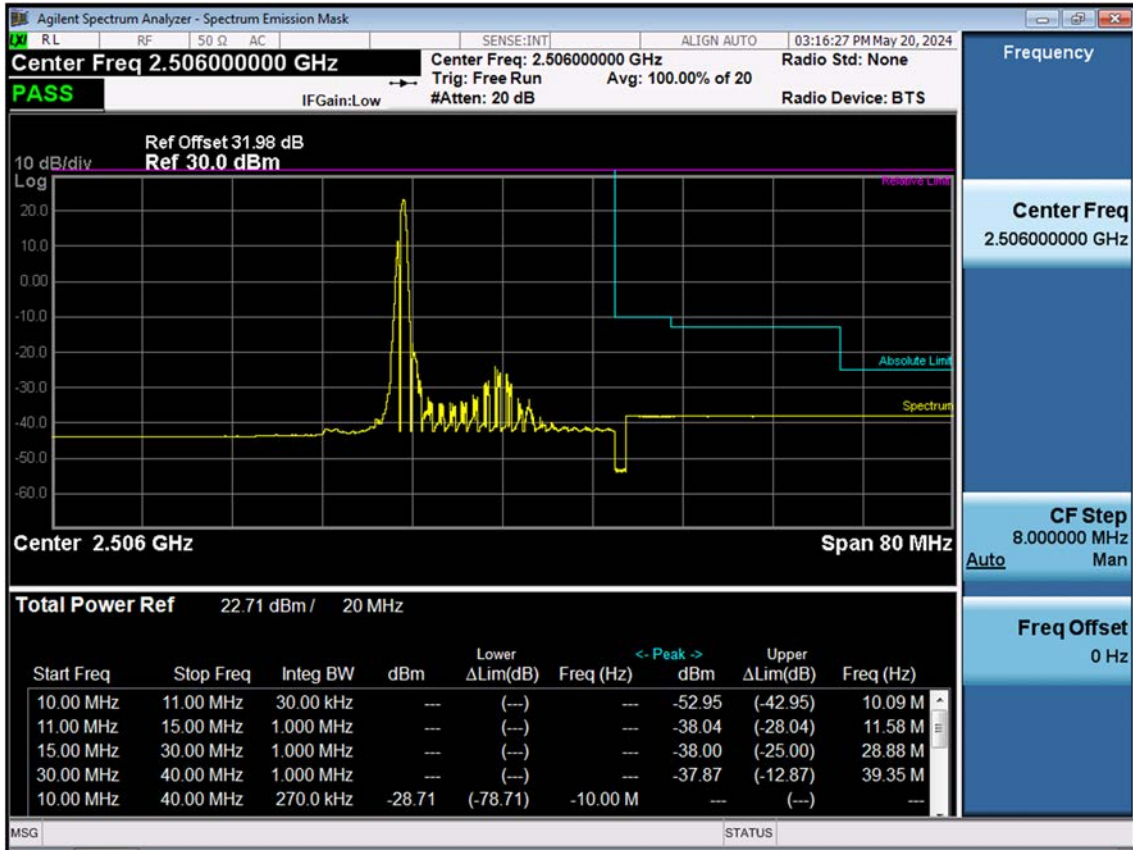 Agilent Spectrum Analyzer - Spectrum Emission Mask
LXI RL RF 50 Ω AC SENSE:INT ALIGN AUTO 03:16:27 PM May 20, 2024
Center Freq 2.506000000 GHz
Center Freq: 2.506000000 GHz
Radio Std: None
Trig: Free Run Avg: 100.00% of 20
PASS
IFGain:Low
#Atten: 20 dB
Radio Device: BTS
Ref Offset 31.98 dB
10 dB/div Ref 30.0 dBm
Log
Relative Limit
20.0
10.0
0.00
-10.0
-20.0
Absolute Limit
-30.0
Spectrum
-40.0
-50.0
-60.0
Center 2.506 GHz Span 80 MHz
Total Power Ref 22.71 dBm / 20 MHz
Lower <- Peak -> Upper
Start Freq Stop Freq Integ BW dBm ΔLim(dB) Freq (Hz) dBm ΔLim(dB) Freq (Hz)
10.00 MHz 11.00 MHz 30.00 kHz --- (---) --- -52.95 (-42.95) 10.09 M
11.00 MHz 15.00 MHz 1.000 MHz --- (---) --- -38.04 (-28.04) 11.58 M
15.00 MHz 30.00 MHz 1.000 MHz --- (---) --- -38.00 (-25.00) 28.88 M
30.00 MHz 40.00 MHz 1.000 MHz --- (---) --- -37.87 (-12.87) 39.35 M
10.00 MHz 40.00 MHz 270.0 kHz -28.71 (-78.71) -10.00 M --- (---) ---
MSG STATUS
Frequency
Center Freq
2.506000000 GHz
CF Step
8.000000 MHz
Auto Man
Freq Offset
0 Hz